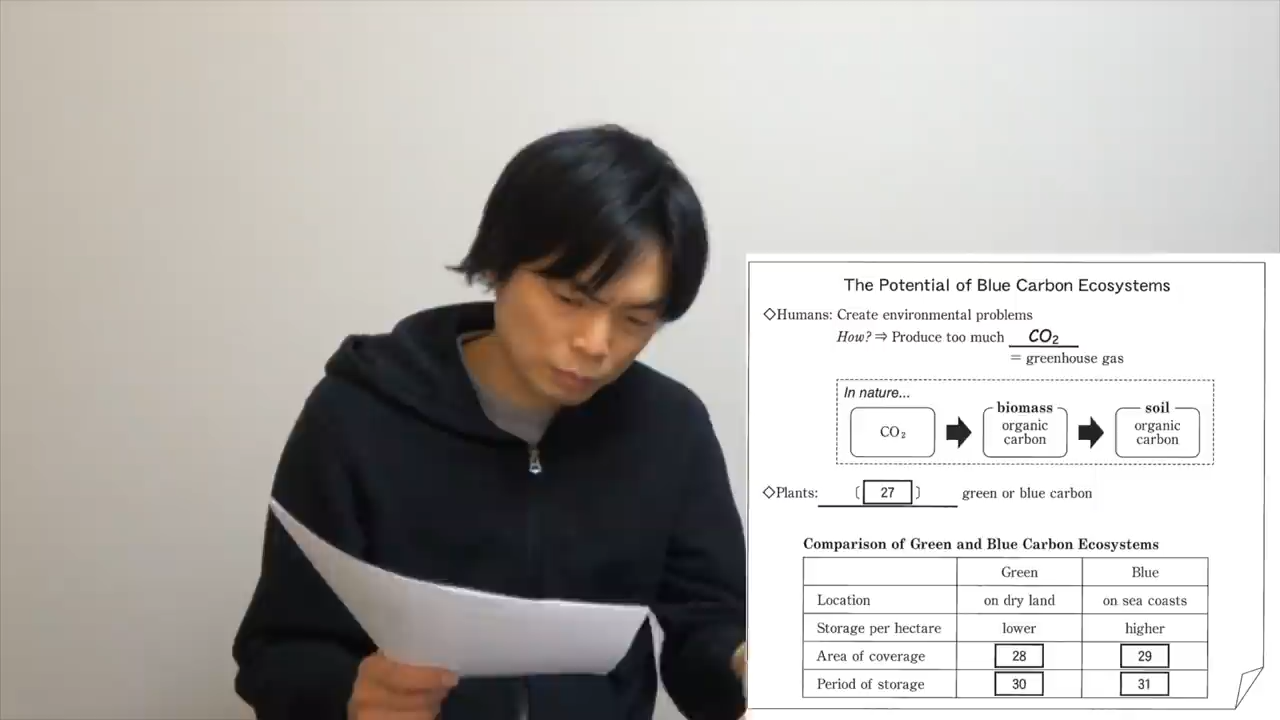 The Potential of Blue Carbon Ecosystems
◇Humans: Create environmental problems
How? ⇒ Produce too much CO₂
= greenhouse gas
In nature...
CO₂
biomass
organic
carbon
soil
organic
carbon
◇Plants: ( 27 ) green or blue carbon
Comparison of Green and Blue Carbon Ecosystems
Green Blue
Location on dry land on sea coasts
Storage per hectare lower higher
Area of coverage 28 29
Period of storage 30 31